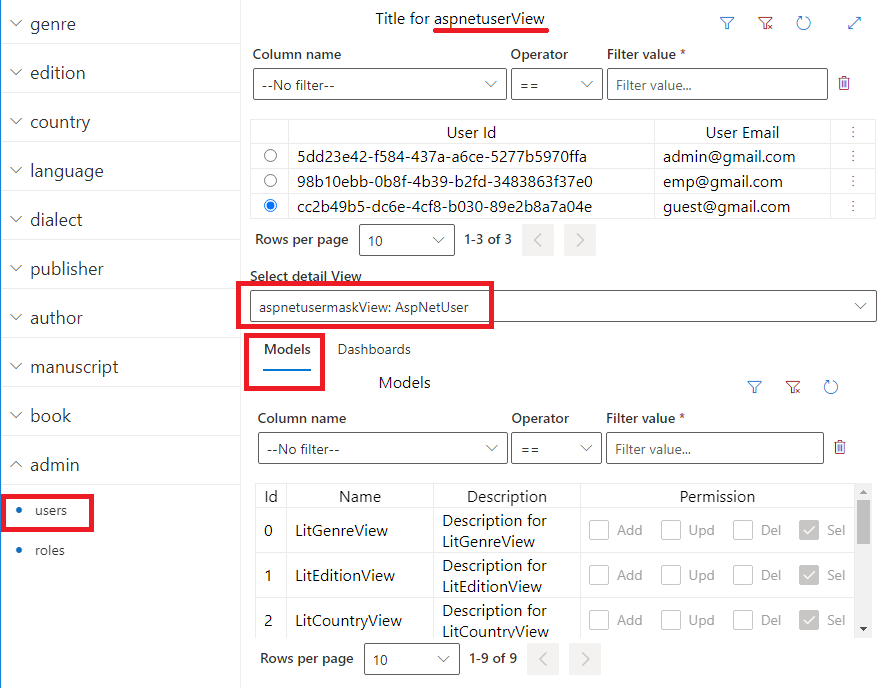 genre
edition
country
language
dialect
publisher
author
manuscript
book
admin
users
roles
Title for aspnetuserView
Column name Operator Filter value *
--No filter-- == Filter value...
User Id User Email
5dd23e42-f584-437a-a6ce-5277b5970ffa admin@gmail.com
98b10ebb-0b8f-4b39-b2fd-3483863f37e0 emp@gmail.com
cc2b49b5-dc6e-4cf8-b030-89e2b8a7a04e guest@gmail.com
Rows per page 10 1-3 of 3
Select detail View
aspnetusermaskView: AspNetUser
Models Dashboards
Models
Column name Operator Filter value *
--No filter-- == Filter value...
Id Name Description Permission
0 LitGenreView Description for LitGenreView Add Upd Del Sel
1 LitEditionView Description for LitEditionView Add Upd Del Sel
2 LitCountryView Description for LitCountryView Add Upd Del Sel
Rows per page 10 1-9 of 9